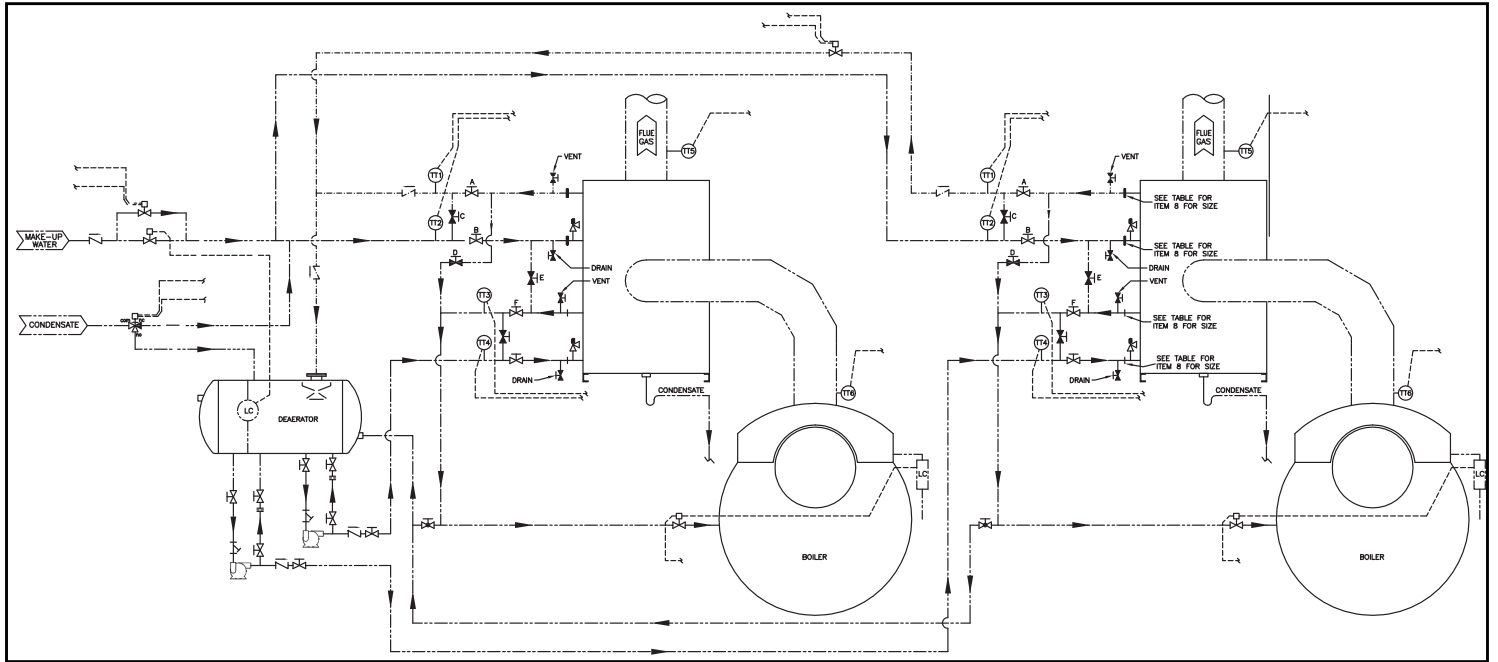 FLUE
GAS
TT5
VENT
TT1
A
TT2
C
B
MAKE-UP
WATER
D
DRAIN
E
VENT
TT3
F
CONDENSATE
com
nc
no
TT4
DRAIN
CONDENSATE
LC
DEAERATOR
TT6
LC
BOILER
FLUE
GAS
TT5
VENT
TT1
A
SEE TABLE FOR
ITEM 8 FOR SIZE
TT2
C
B
SEE TABLE FOR
ITEM 8 FOR SIZE
D
DRAIN
E
VENT
TT3
F
SEE TABLE FOR
ITEM 8 FOR SIZE
TT4
SEE TABLE FOR
ITEM 8 FOR SIZE
DRAIN
CONDENSATE
TT6
LC
BOILER